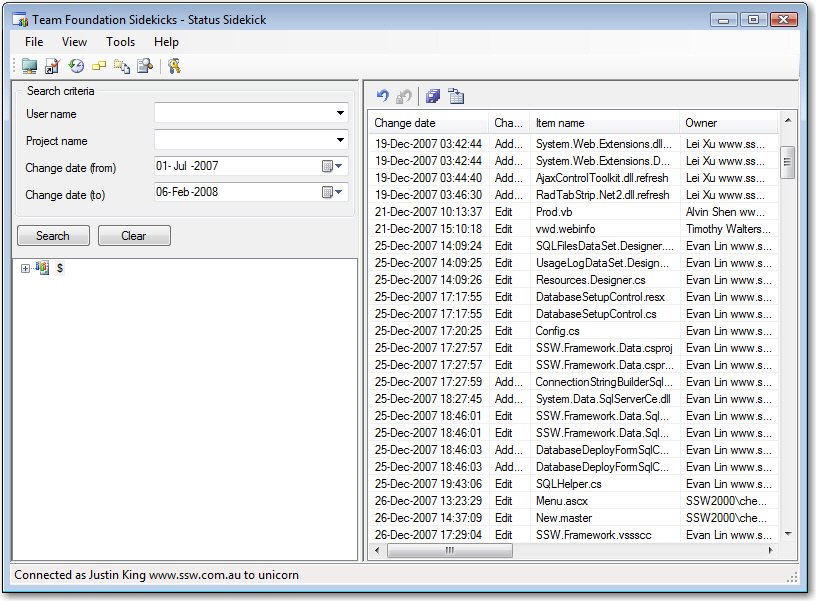 Team Foundation Sidekicks - Status Sidekick
File View Tools Help
Search criteria
User name
Project name
Change date (from) 01- Jul -2007
Change date (to) 06-Feb-2008
Search Clear
$
Change date Cha... Item name Owner
19-Dec-2007 03:42:44 Add... System.Web.Extensions.dll... Lei Xu www.ss...
19-Dec-2007 03:42:44 Add... System.Web.Extensions.D... Lei Xu www.ss...
19-Dec-2007 03:44:40 Add... AjaxControlToolkit.dll.refresh Lei Xu www.ss...
19-Dec-2007 03:46:30 Add... RadTabStrip.Net2.dll.refresh Lei Xu www.ss...
21-Dec-2007 10:13:37 Edit Prod.vb Alvin Shen ww...
21-Dec-2007 15:10:18 Edit vwd.webinfo Timothy Walters...
25-Dec-2007 14:09:24 Edit SQLFilesDataSet.Designer.... Evan Lin www.s...
25-Dec-2007 14:09:25 Edit UsageLogDataSet.Design... Evan Lin www.s...
25-Dec-2007 14:09:26 Edit Resources.Designer.cs Evan Lin www.s...
25-Dec-2007 17:17:55 Edit DatabaseSetupControl.resx Evan Lin www.s...
25-Dec-2007 17:17:55 Edit DatabaseSetupControl.cs Evan Lin www.s...
25-Dec-2007 17:20:25 Edit Config.cs Evan Lin www.s...
25-Dec-2007 17:27:57 Edit SSW.Framework.Data.csproj Evan Lin www.s...
25-Dec-2007 17:27:57 Edit SSW.Framework.Data.cspr... Evan Lin www.s...
25-Dec-2007 17:27:59 Add... ConnectionStringBuilderSql... Evan Lin www.s...
25-Dec-2007 18:27:45 Add... System.Data.SqlServerCe.dll Evan Lin www.s...
25-Dec-2007 18:46:01 Edit SSW.Framework.Data.Sql... Evan Lin www.s...
25-Dec-2007 18:46:01 Edit SSW.Framework.Data.Sql... Evan Lin www.s...
25-Dec-2007 18:46:03 Add... DatabaseDeployFormSqlC... Evan Lin www.s...
25-Dec-2007 18:46:03 Add... DatabaseDeployFormSqlC... Evan Lin www.s...
25-Dec-2007 19:43:06 Edit SQLHelper.cs Evan Lin www.s...
26-Dec-2007 13:23:29 Edit Menu.ascx SSW2000\che...
26-Dec-2007 14:37:09 Edit New.master SSW2000\che...
26-Dec-2007 17:29:04 Edit SSW.Framework.vssscc Evan Lin www.s...
Connected as Justin King www.ssw.com.au to unicorn